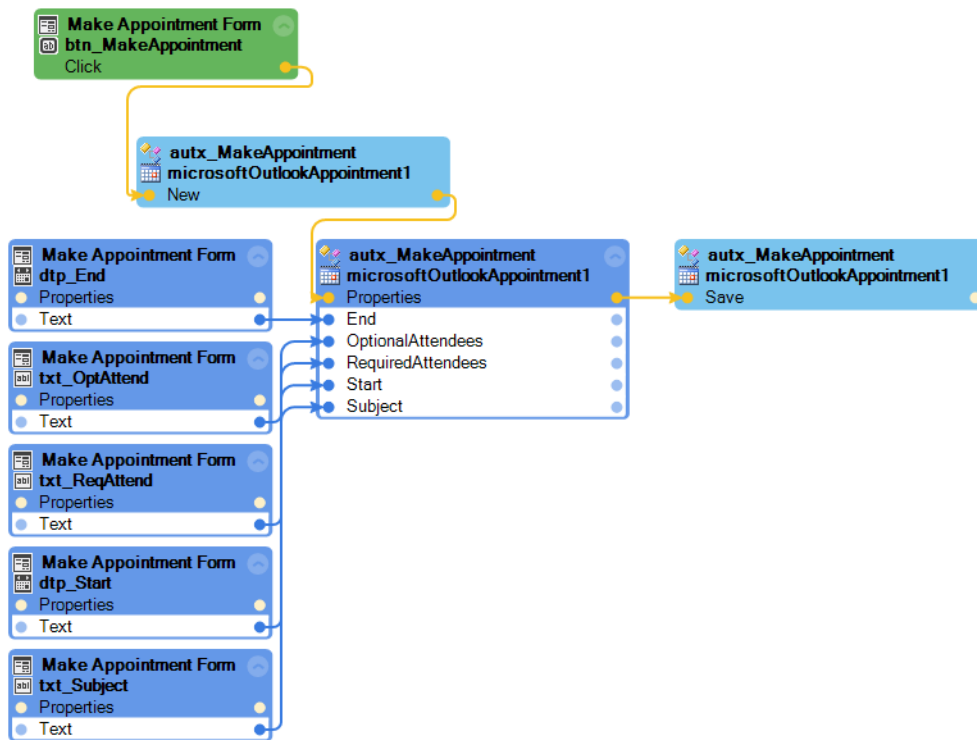 Make Appointment Form
btn_MakeAppointment
Click
autx_MakeAppointment
microsoftOutlookAppointment1
New
Make Appointment Form
dtp_End
Properties
Text
autx_MakeAppointment
microsoftOutlookAppointment1
Properties
End
OptionalAttendees
RequiredAttendees
Start
Subject
autx_MakeAppointment
microsoftOutlookAppointment1
Save
Make Appointment Form
txt_OptAttend
Properties
Text
Make Appointment Form
txt_ReqAttend
Properties
Text
Make Appointment Form
dtp_Start
Properties
Text
Make Appointment Form
txt_Subject
Properties
Text